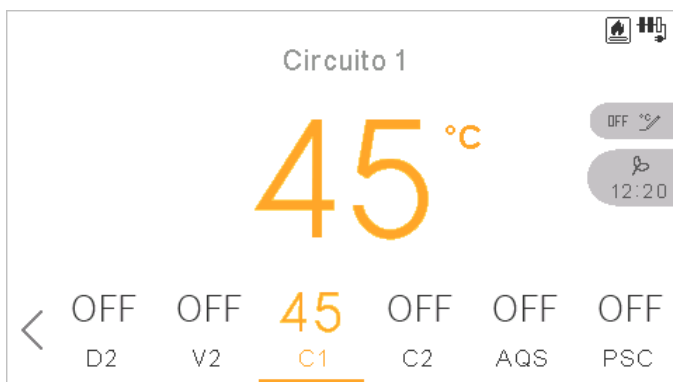 Circuito 1
45 °C
OFF °C
12:20
OFF OFF 45 OFF OFF OFF
D2 V2 C1 C2 AQS PSC